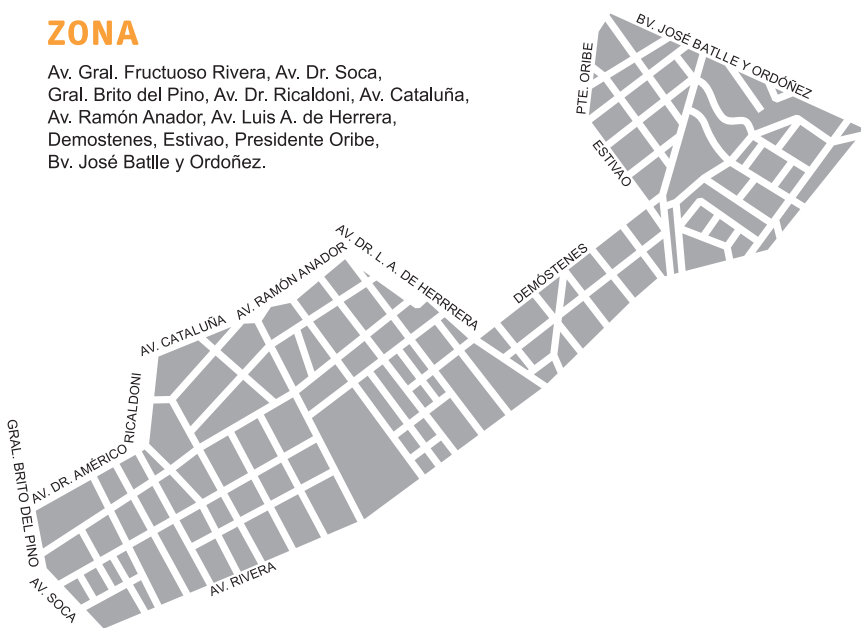 ZONA
Av. Gral. Fructuoso Rivera, Av. Dr. Soca,
Gral. Brito del Pino, Av. Dr. Ricaldoni, Av. Cataluña,
Av. Ramón Anador, Av. Luis A. de Herrera,
Demostenes, Estivao, Presidente Oribe,
Bv. José Batlle y Ordoñez.
BV. JOSÉ BATLLE Y ORDÓÑEZ
PTE. ORIBE
ESTIVAO
AV. DR. L. A. DE HERRRERA
AV. RAMÓN ANADOR
DEMÓSTENES
AV. CATALUÑA
RICALDONI
AV. DR. AMÉRICO
GRAL. BRITO DEL PINO
AV. SOCA
AV. RIVERA